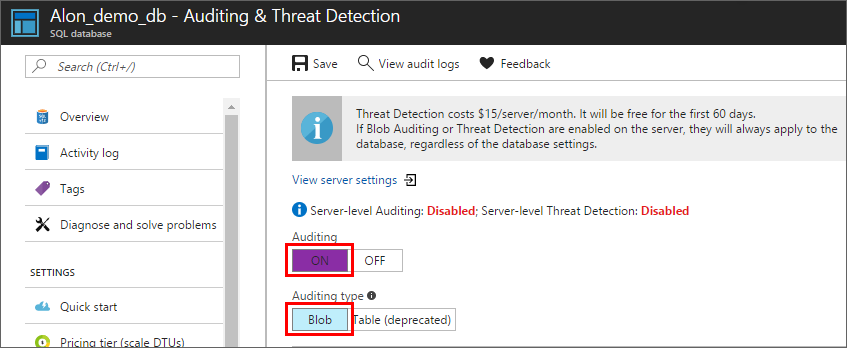 Alon_demo_db - Auditing & Threat Detection
SQL database
Search (Ctrl+/)
Overview
Activity log
Tags
Diagnose and solve problems
SETTINGS
Quick start
Pricing tier (scale DTUs)
Save
View audit logs
Feedback
Threat Detection costs $15/server/month. It will be free for the first 60 days.
If Blob Auditing or Threat Detection are enabled on the server, they will always apply to the
database, regardless of the database settings.
View server settings
Server-level Auditing: Disabled; Server-level Threat Detection: Disabled
Auditing
ON OFF
Auditing type
Blob Table (deprecated)